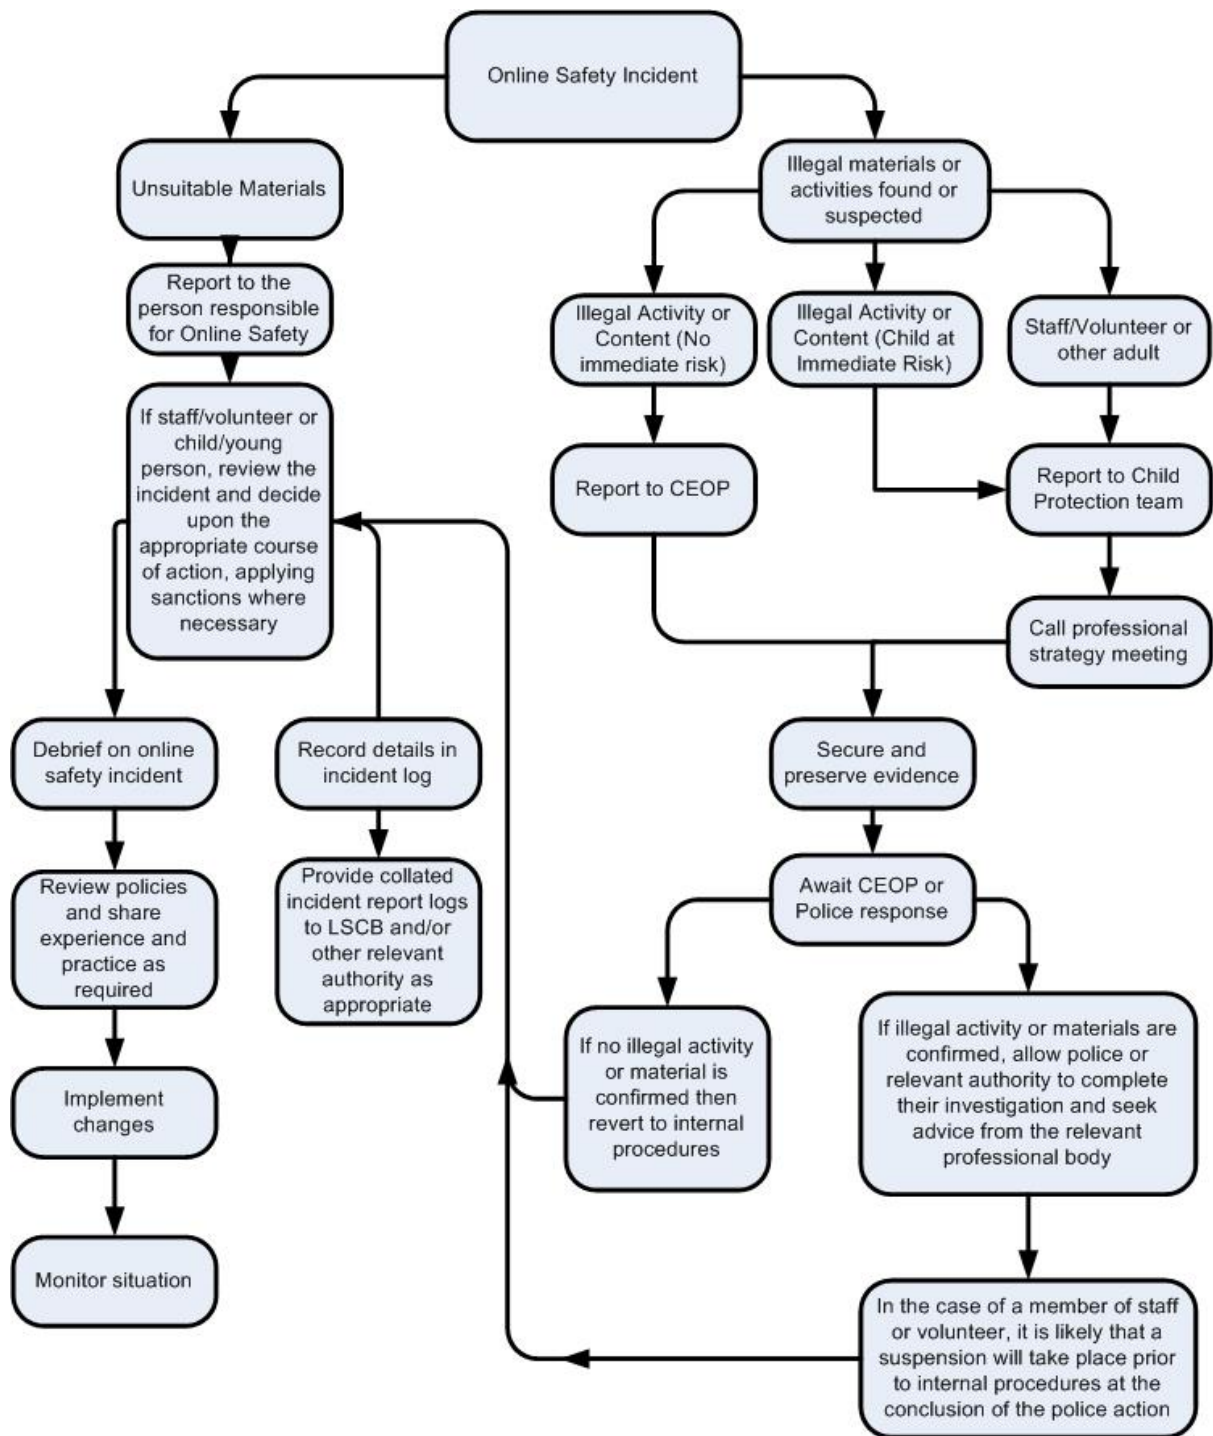 Online Safety Incident
Unsuitable Materials
Report to the
person responsible
for Online Safety
If staff/volunteer or
child/young
person, review the
incident and decide
upon the
appropriate course
of action, applying
sanctions where
necessary
Debrief on online
safety incident
Review policies
and share
experience and
practice as
required
Implement
changes
Monitor situation
Record details in
incident log
Provide collated
incident report logs
to LSCB and/or
other relevant
authority as
appropriate
Illegal materials or
activities found or
suspected
Illegal Activity or
Content (No
immediate risk)
Illegal Activity or
Content (Child at
Immediate Risk)
Staff/Volunteer or
other adult
Report to CEOP
Report to Child
Protection team
Call professional
strategy meeting
Secure and
preserve evidence
Await CEOP or
Police response
If no illegal activity
or material is
confirmed then
revert to internal
procedures
If illegal activity or materials are
confirmed, allow police or
relevant authority to complete
their investigation and seek
advice from the relevant
professional body
In the case of a member of staff
or volunteer, it is likely that a
suspension will take place prior
to internal procedures at the
conclusion of the police action